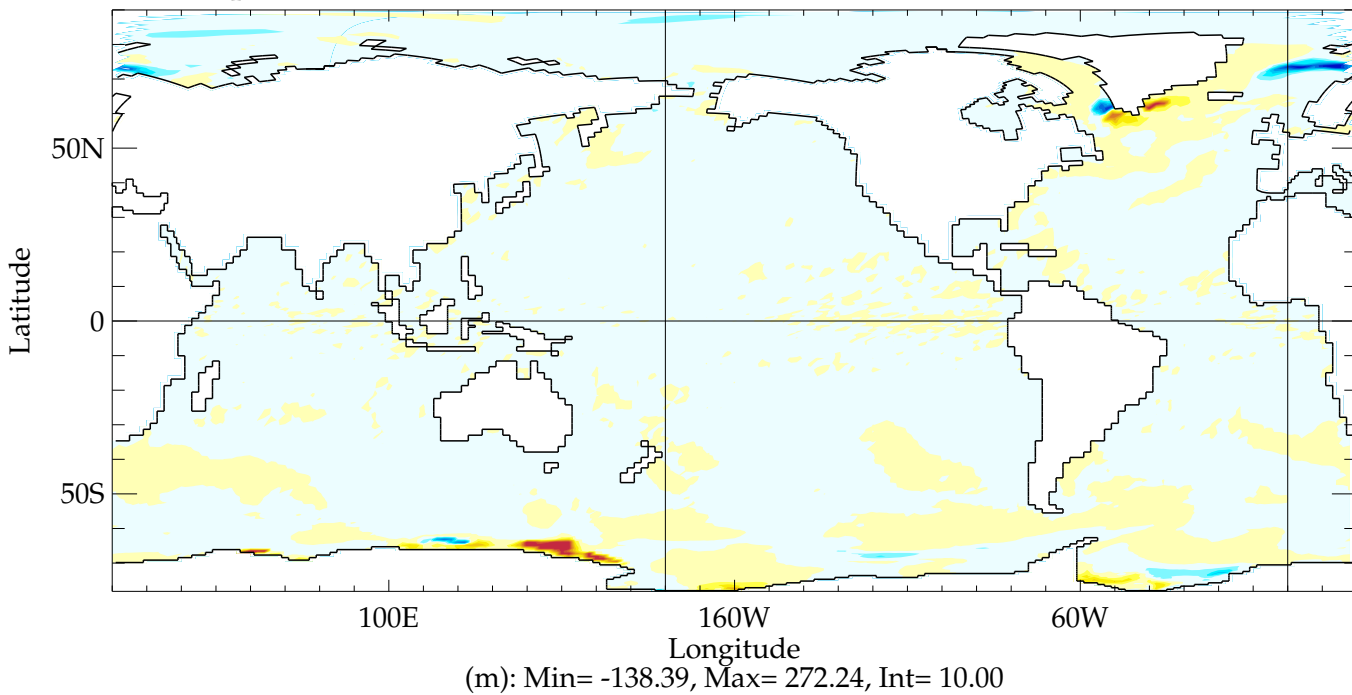 50N
0
50S
Latitude
100E
160W
60W
Longitude
(m): Min= -138.39, Max= 272.24, Int= 10.00